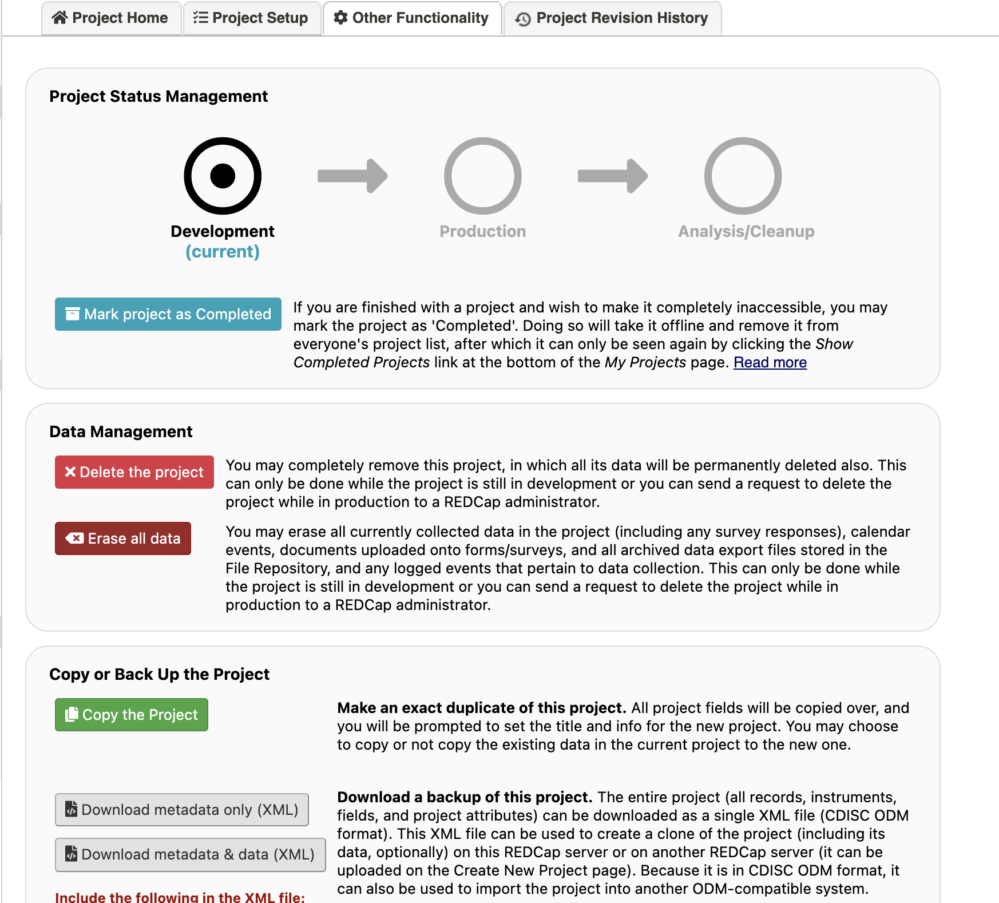 Project Home Project Setup Other Functionality Project Revision History
Project Status Management
Development Production Analysis/Cleanup
(current)
Mark project as Completed
If you are finished with a project and wish to make it completely inaccessible, you may
mark the project as 'Completed'. Doing so will take it offline and remove it from
everyone's project list, after which it can only be seen again by clicking the Show
Completed Projects link at the bottom of the My Projects page. Read more
Data Management
Delete the project
You may completely remove this project, in which all its data will be permanently deleted also. This
can only be done while the project is still in development or you can send a request to delete the
project while in production to a REDCap administrator.
Erase all data
You may erase all currently collected data in the project (including any survey responses), calendar
events, documents uploaded onto forms/surveys, and all archived data export files stored in the
File Repository, and any logged events that pertain to data collection. This can only be done while
the project is still in development or you can send a request to delete the project while in
production to a REDCap administrator.
Copy or Back Up the Project
Copy the Project
Make an exact duplicate of this project. All project fields will be copied over, and
you will be prompted to set the title and info for the new project. You may choose
to copy or not copy the existing data in the current project to the new one.
Download metadata only (XML)
Download metadata & data (XML)
Include the following in the XML file:
Download a backup of this project. The entire project (all records, instruments,
fields, and project attributes) can be downloaded as a single XML file (CDISC ODM
format). This XML file can be used to create a clone of the project (including its
data, optionally) on this REDCap server or on another REDCap server (it can be
uploaded on the Create New Project page). Because it is in CDISC ODM format, it
can also be used to import the project into another ODM-compatible system.